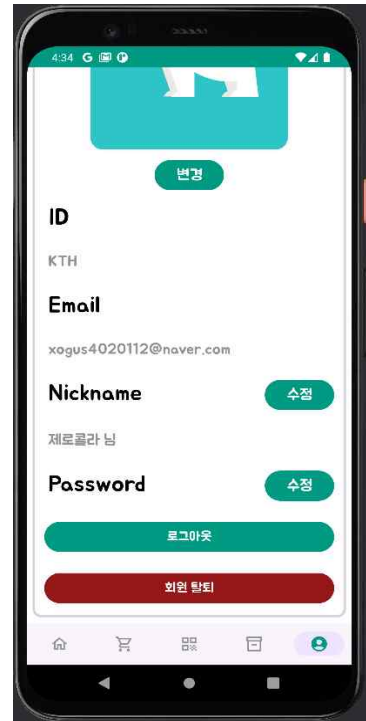 4:34
변경
ID
KTH
Email
xogus4020112@naver.com
Nickname
수정
제로콜라 님
Password
수정
로그아웃
회원 탈퇴